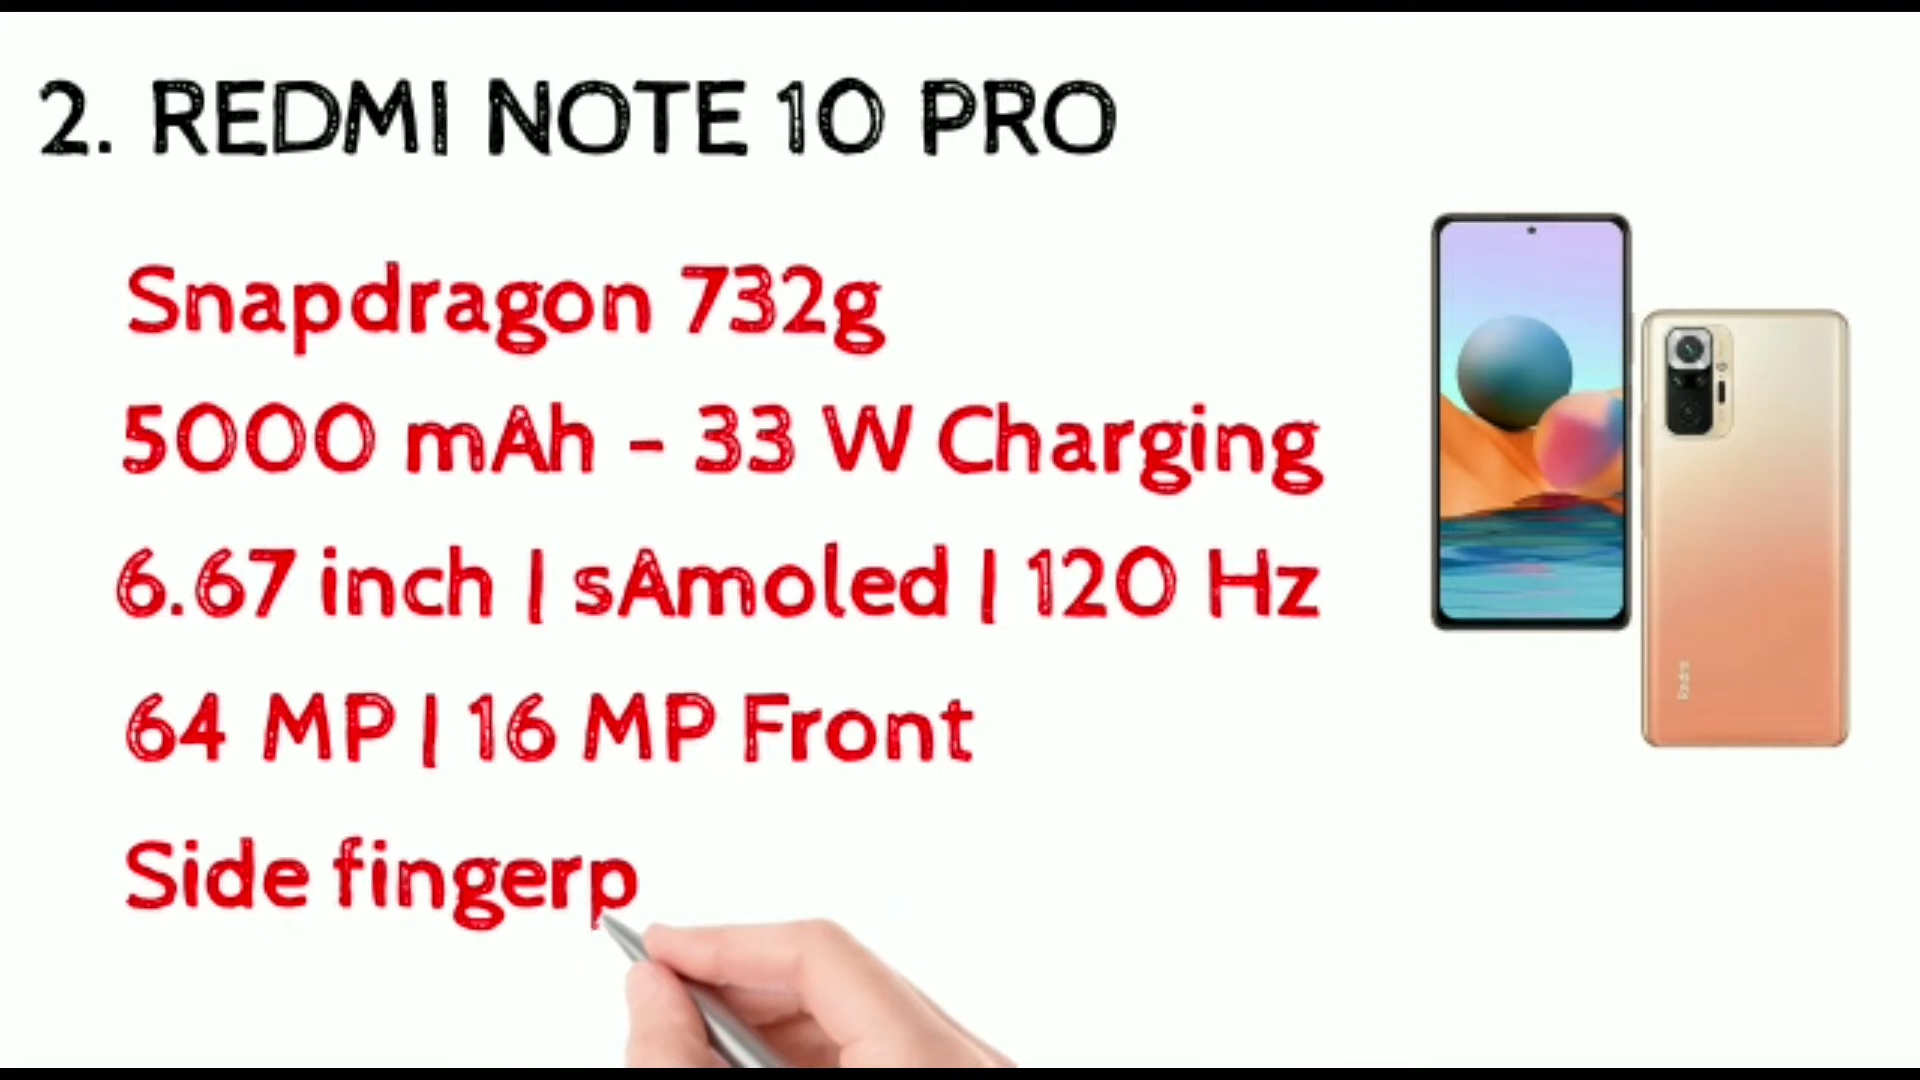 2. REDMI NOTE 10 PRO
Snapdragon 732g
5000 mAh - 33 W Charging
6.67 inch | sAmoled | 120 Hz
64 MP | 16 MP Front
Side fingerp
Redmi